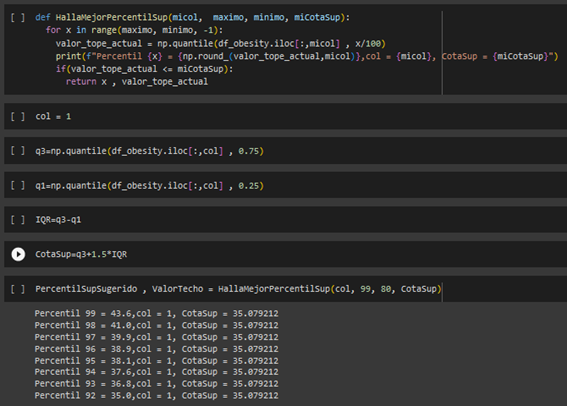 [ ] def HallaMejorPercentilSup(micol,  maximo, minimo, miCotaSup):
for x in range(maximo, minimo, -1):
valor_tope_actual = np.quantile(df_obesity.iloc[:,micol] , x/100)
print(f"Percentil {x} = {np.round_(valor_tope_actual,micol)},col = {micol}, CotaSup = {miCotaSup}")
if(valor_tope_actual <= miCotaSup):
return x , valor_tope_actual
[ ] col = 1
[ ] q3=np.quantile(df_obesity.iloc[:,col] , 0.75)
[ ] q1=np.quantile(df_obesity.iloc[:,col] , 0.25)
[ ] IQR=q3-q1
CotaSup=q3+1.5*IQR
[ ] PercentilSupSugerido , ValorTecho = HallaMejorPercentilSup(col, 99, 80, CotaSup)
Percentil 99 = 43.6,col = 1, CotaSup = 35.079212
Percentil 98 = 41.0,col = 1, CotaSup = 35.079212
Percentil 97 = 39.9,col = 1, CotaSup = 35.079212
Percentil 96 = 38.9,col = 1, CotaSup = 35.079212
Percentil 95 = 38.1,col = 1, CotaSup = 35.079212
Percentil 94 = 37.6,col = 1, CotaSup = 35.079212
Percentil 93 = 36.8,col = 1, CotaSup = 35.079212
Percentil 92 = 35.0,col = 1, CotaSup = 35.079212